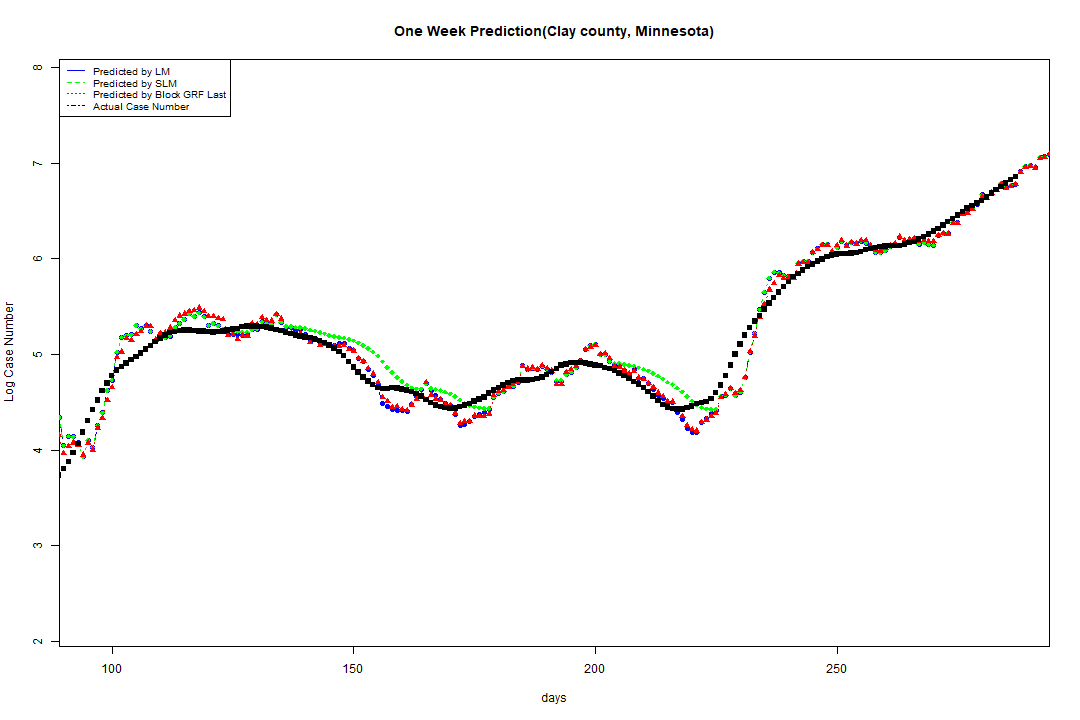 One Week Prediction(Clay county, Minnesota)
Predicted by LM
Predicted by SLM
Predicted by Block GRF Last
Actual Case Number
8
7
6
5
4
3
2
Log Case Number
100 150 200 250
days